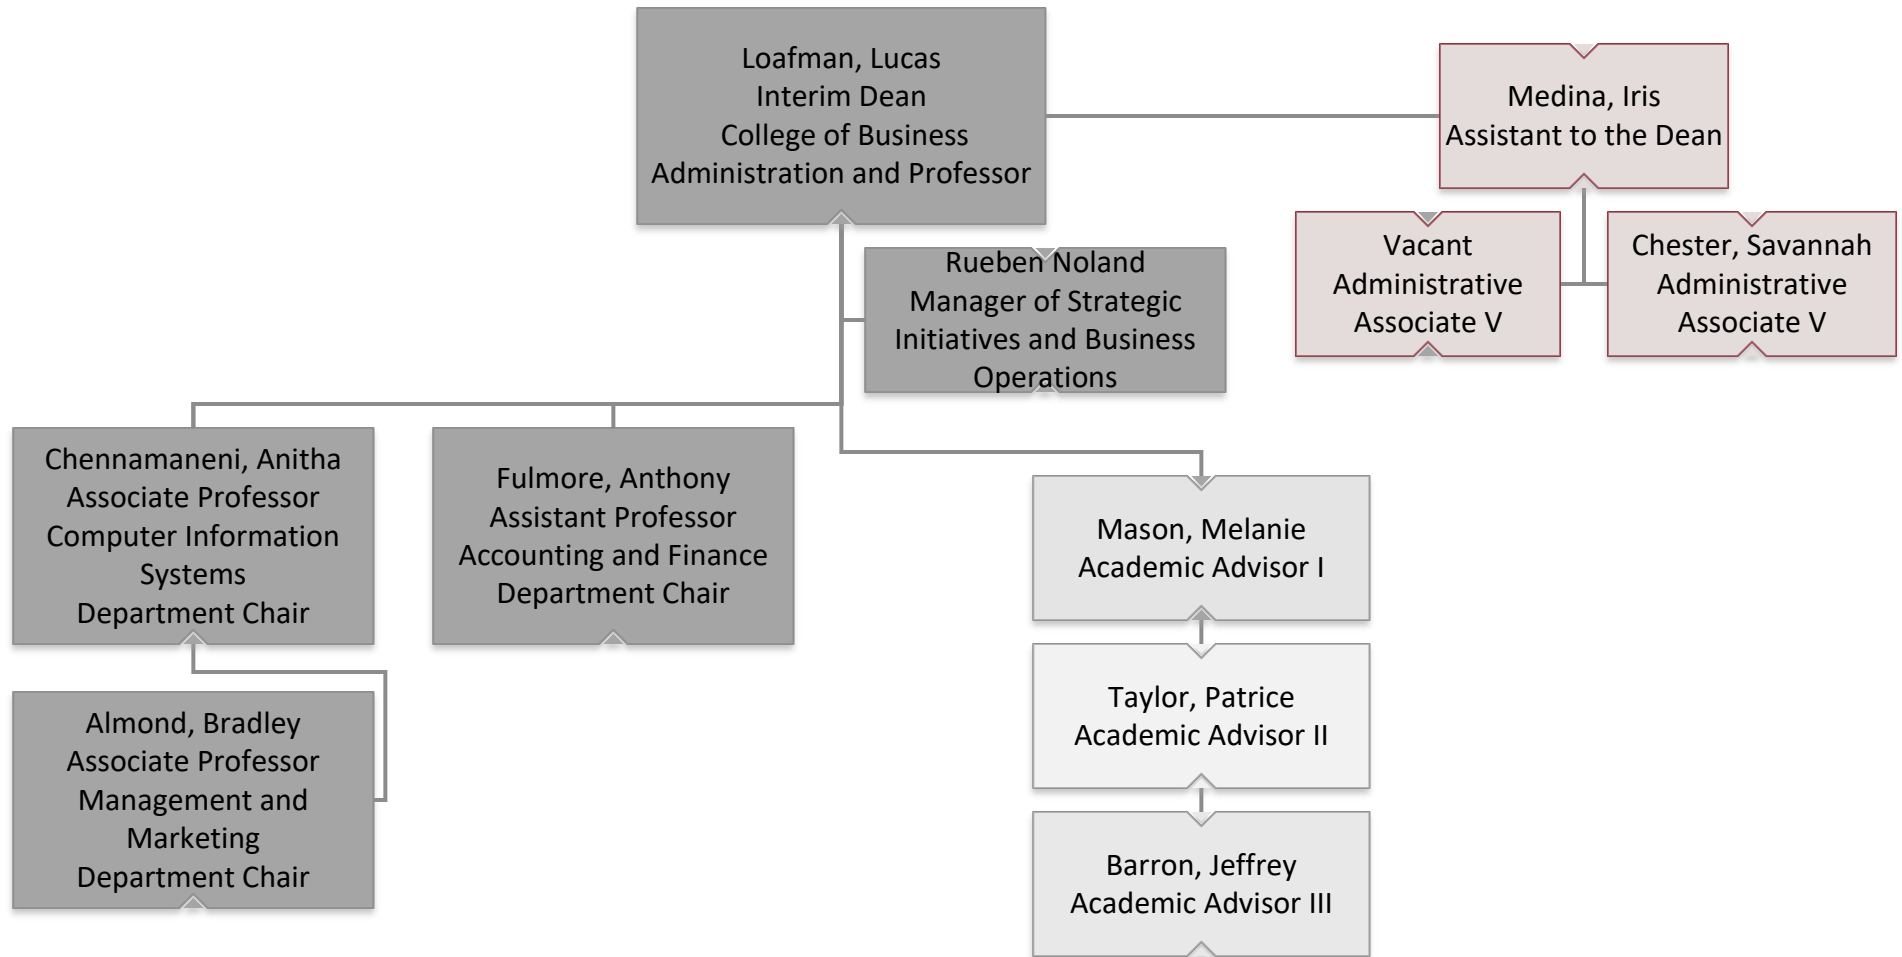 Loafman, Lucas
Interim Dean
College of Business
Administration and Professor
Medina, Iris
Assistant to the Dean
Vacant
Administrative
Associate V
Chester, Savannah
Administrative
Associate V
Rueben Noland
Manager of Strategic
Initiatives and Business
Operations
Chennamaneni, Anitha
Associate Professor
Computer Information
Systems
Department Chair
Fulmore, Anthony
Assistant Professor
Accounting and Finance
Department Chair
Mason, Melanie
Academic Advisor I
Taylor, Patrice
Academic Advisor II
Almond, Bradley
Associate Professor
Management and
Marketing
Department Chair
Barron, Jeffrey
Academic Advisor III